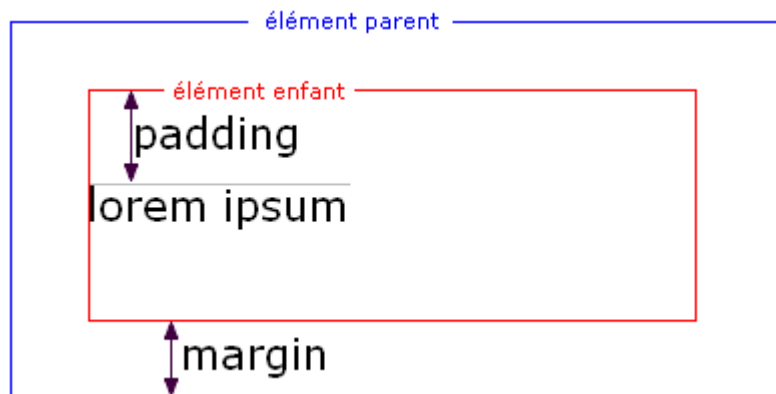 élément parent
élément enfant
padding
lorem ipsum
margin